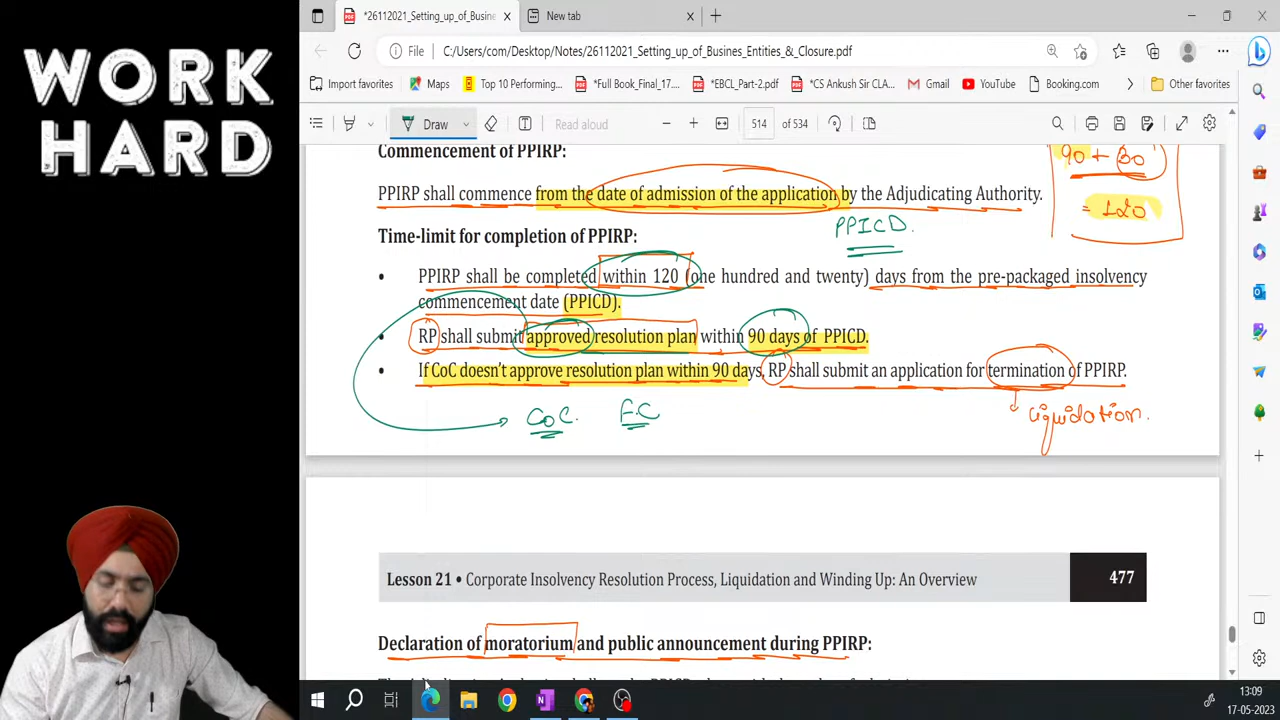 WORK
HARD
*26112021_Setting_up_of_Busine
New tab
File
C:/Users/com/Desktop/Notes/26112021_Setting_up_of_Busines_Entities_&_Closure.pdf
Import favorites
Maps
Top 10 Performing...
*Full Book_Final_17....
*EBCL_Part-2.pdf
*CS Ankush Sir CLA...
Gmail
YouTube
Booking.com
Other favorites
Draw
Read aloud
514
of 534
Commencement of PPIRP:
90 + 30
PPIRP shall commence from the date of admission of the application by the Adjudicating Authority.
= 120
PPICD.
Time-limit for completion of PPIRP:
• PPIRP shall be completed within 120 (one hundred and twenty) days from the pre-packaged insolvency
commencement date (PPICD).
• RP shall submit approved resolution plan within 90 days of PPICD.
• If CoC doesn't approve resolution plan within 90 days, RP shall submit an application for termination of PPIRP.
CoC. F.C
Liquidation.
Lesson 21 • Corporate Insolvency Resolution Process, Liquidation and Winding Up: An Overview
477
Declaration of moratorium and public announcement during PPIRP:
13:09
17-05-2023